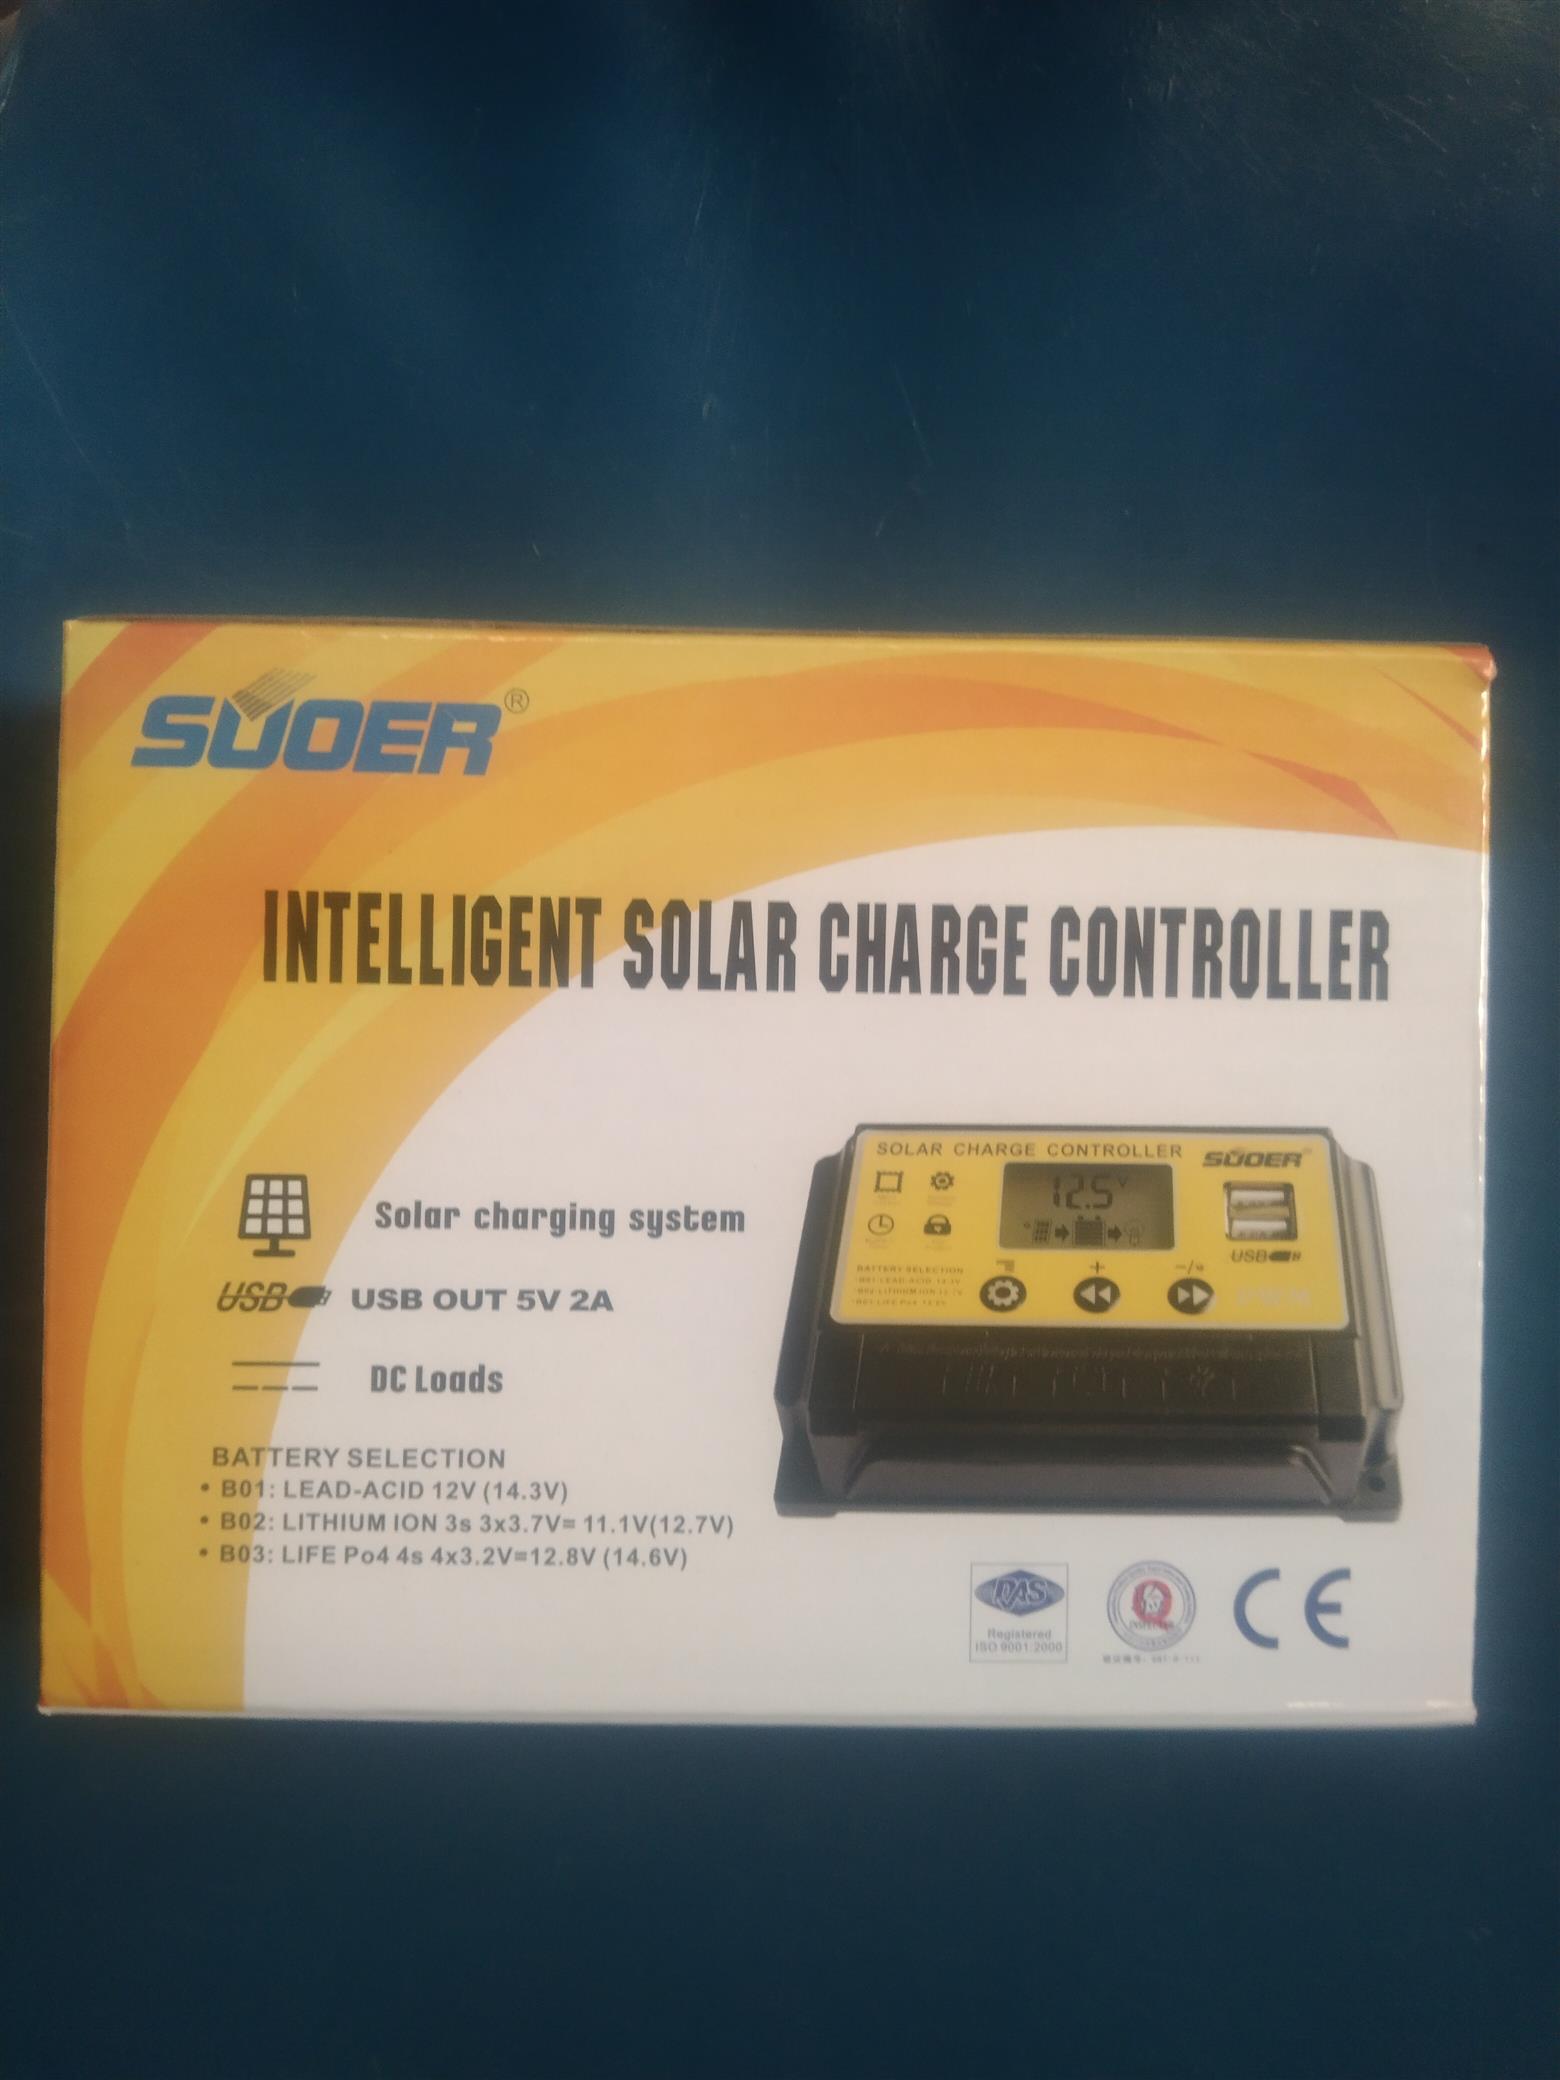 SUOER®
INTELLIGENT SOLAR CHARGE CONTROLLER
Solar charging system
USB USB OUT 5V 2A
DC Loads
BATTERY SELECTION
• B01: LEAD-ACID 12V (14.3V)
• B02: LITHIUM ION 3s 3x3.7V= 11.1V(12.7V)
• B03: LIFE Po4 4s 4x3.2V=12.8V (14.6V)
SOLAR CHARGE CONTROLLER SUOER
12.5V
USB
BATTERY SELECTION
+
-/
Registered
ISO 9001:2000
INSPECTOR
CE